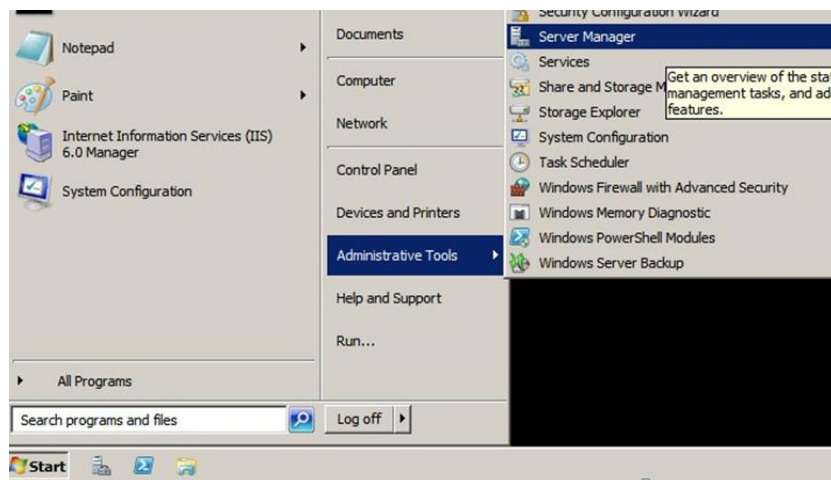 Notepad
Paint
Internet Information Services (IIS)
6.0 Manager
System Configuration
All Programs
Search programs and files
Documents
Computer
Network
Control Panel
Devices and Printers
Administrative Tools
Help and Support
Run...
Log off
Security Configuration Wizard
Server Manager
Services
Share and Storage M
Get an overview of the sta
management tasks, and ad
features.
Storage Explorer
System Configuration
Task Scheduler
Windows Firewall with Advanced Security
Windows Memory Diagnostic
Windows PowerShell Modules
Windows Server Backup
Start